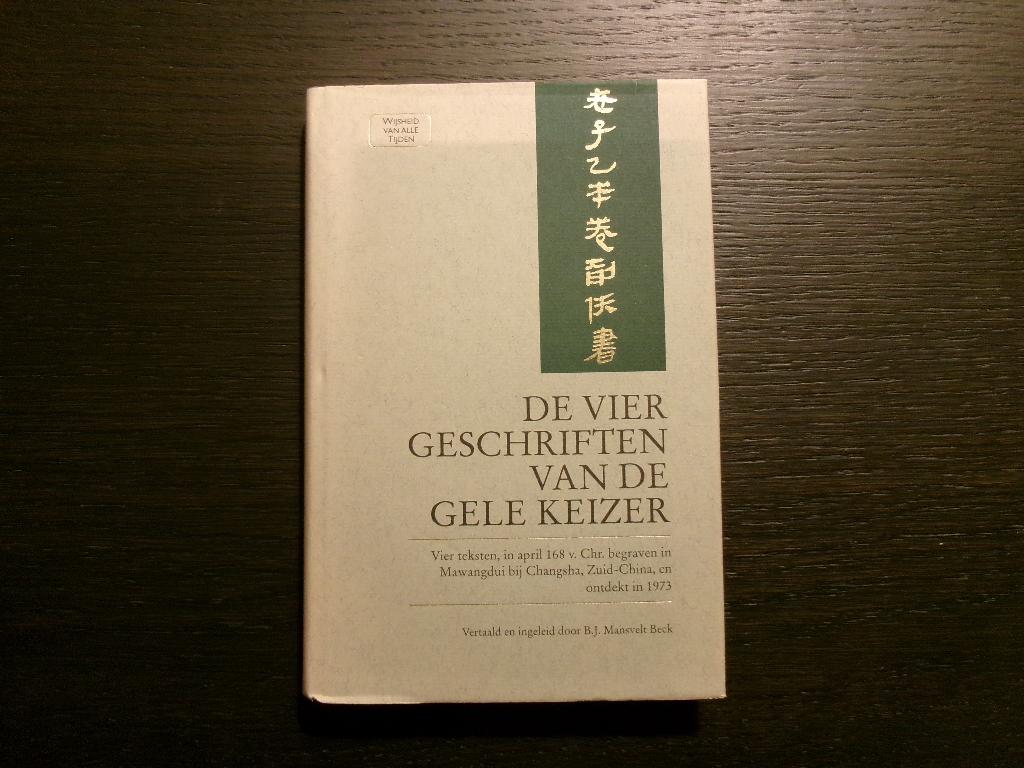 WIJSHEID
VAN ALLE
TIJDEN
老子乙本卷前佚書
DE VIER
GESCHRIFTEN
VAN DE
GELE KEIZER
Vier teksten, in april 168 v. Chr. begraven in
Mawangdui bij Changsha, Zuid-China, en
ontdekt in 1973
Vertaald en ingeleid door B.J. Mansvelt Beck